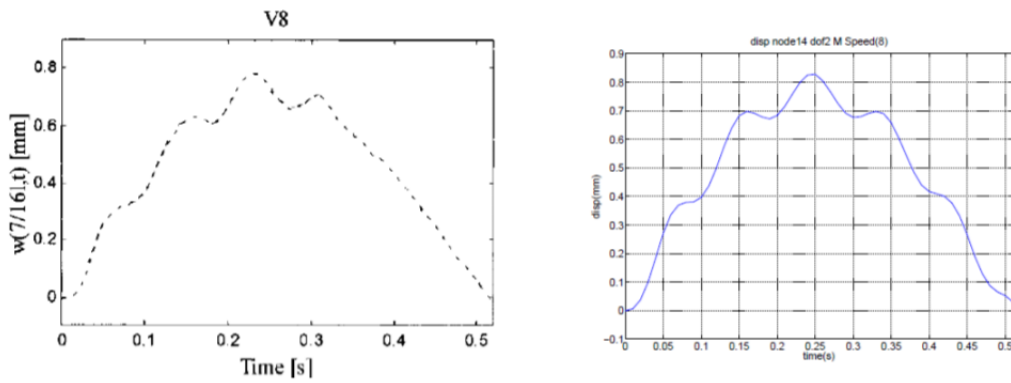 V8
0.8
0.6
0.4
0.2
0
w(7/16l,t) [mm]
0 0.1 0.2 0.3 0.4 0.5
Time [s]
disp node14 dof2 M Speed(8)
0.9
0.8
0.7
0.6
0.5
0.4
0.3
0.2
0.1
0
-0.1
disp(mm)
0 0.05 0.1 0.15 0.2 0.25 0.3 0.35 0.4 0.45 0.5
time(s)